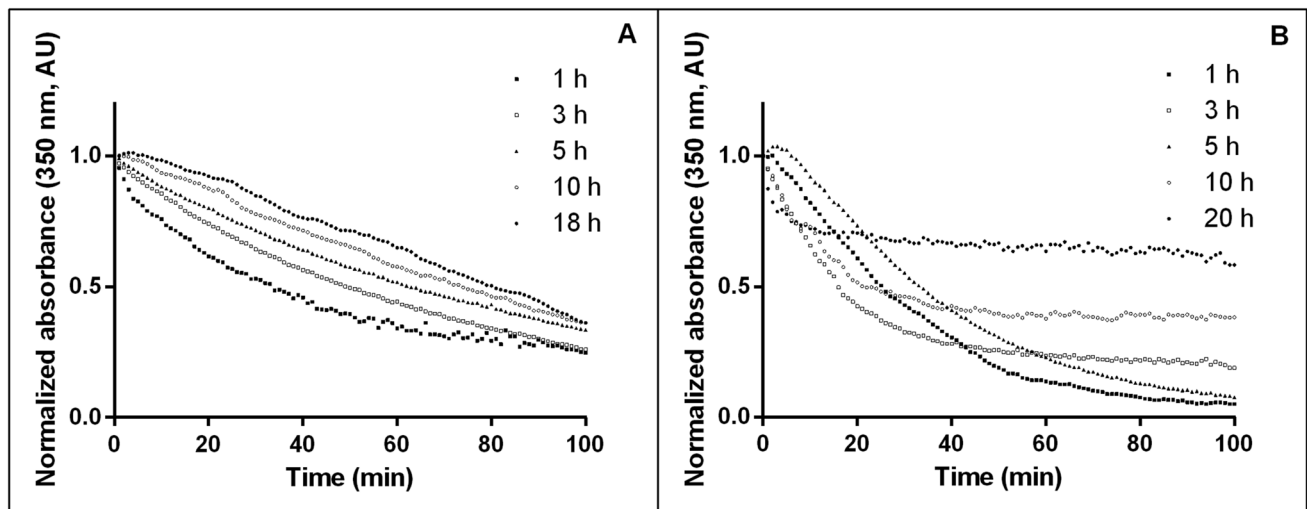 A
Normalized absorbance (350 nm, AU)
1 h
3 h
5 h
10 h
18 h
1.0
0.5
0.0
0 20 40 60 80 100
Time (min)
B
Normalized absorbance (350 nm, AU)
1 h
3 h
5 h
10 h
20 h
1.0
0.5
0.0
0 20 40 60 80 100
Time (min)